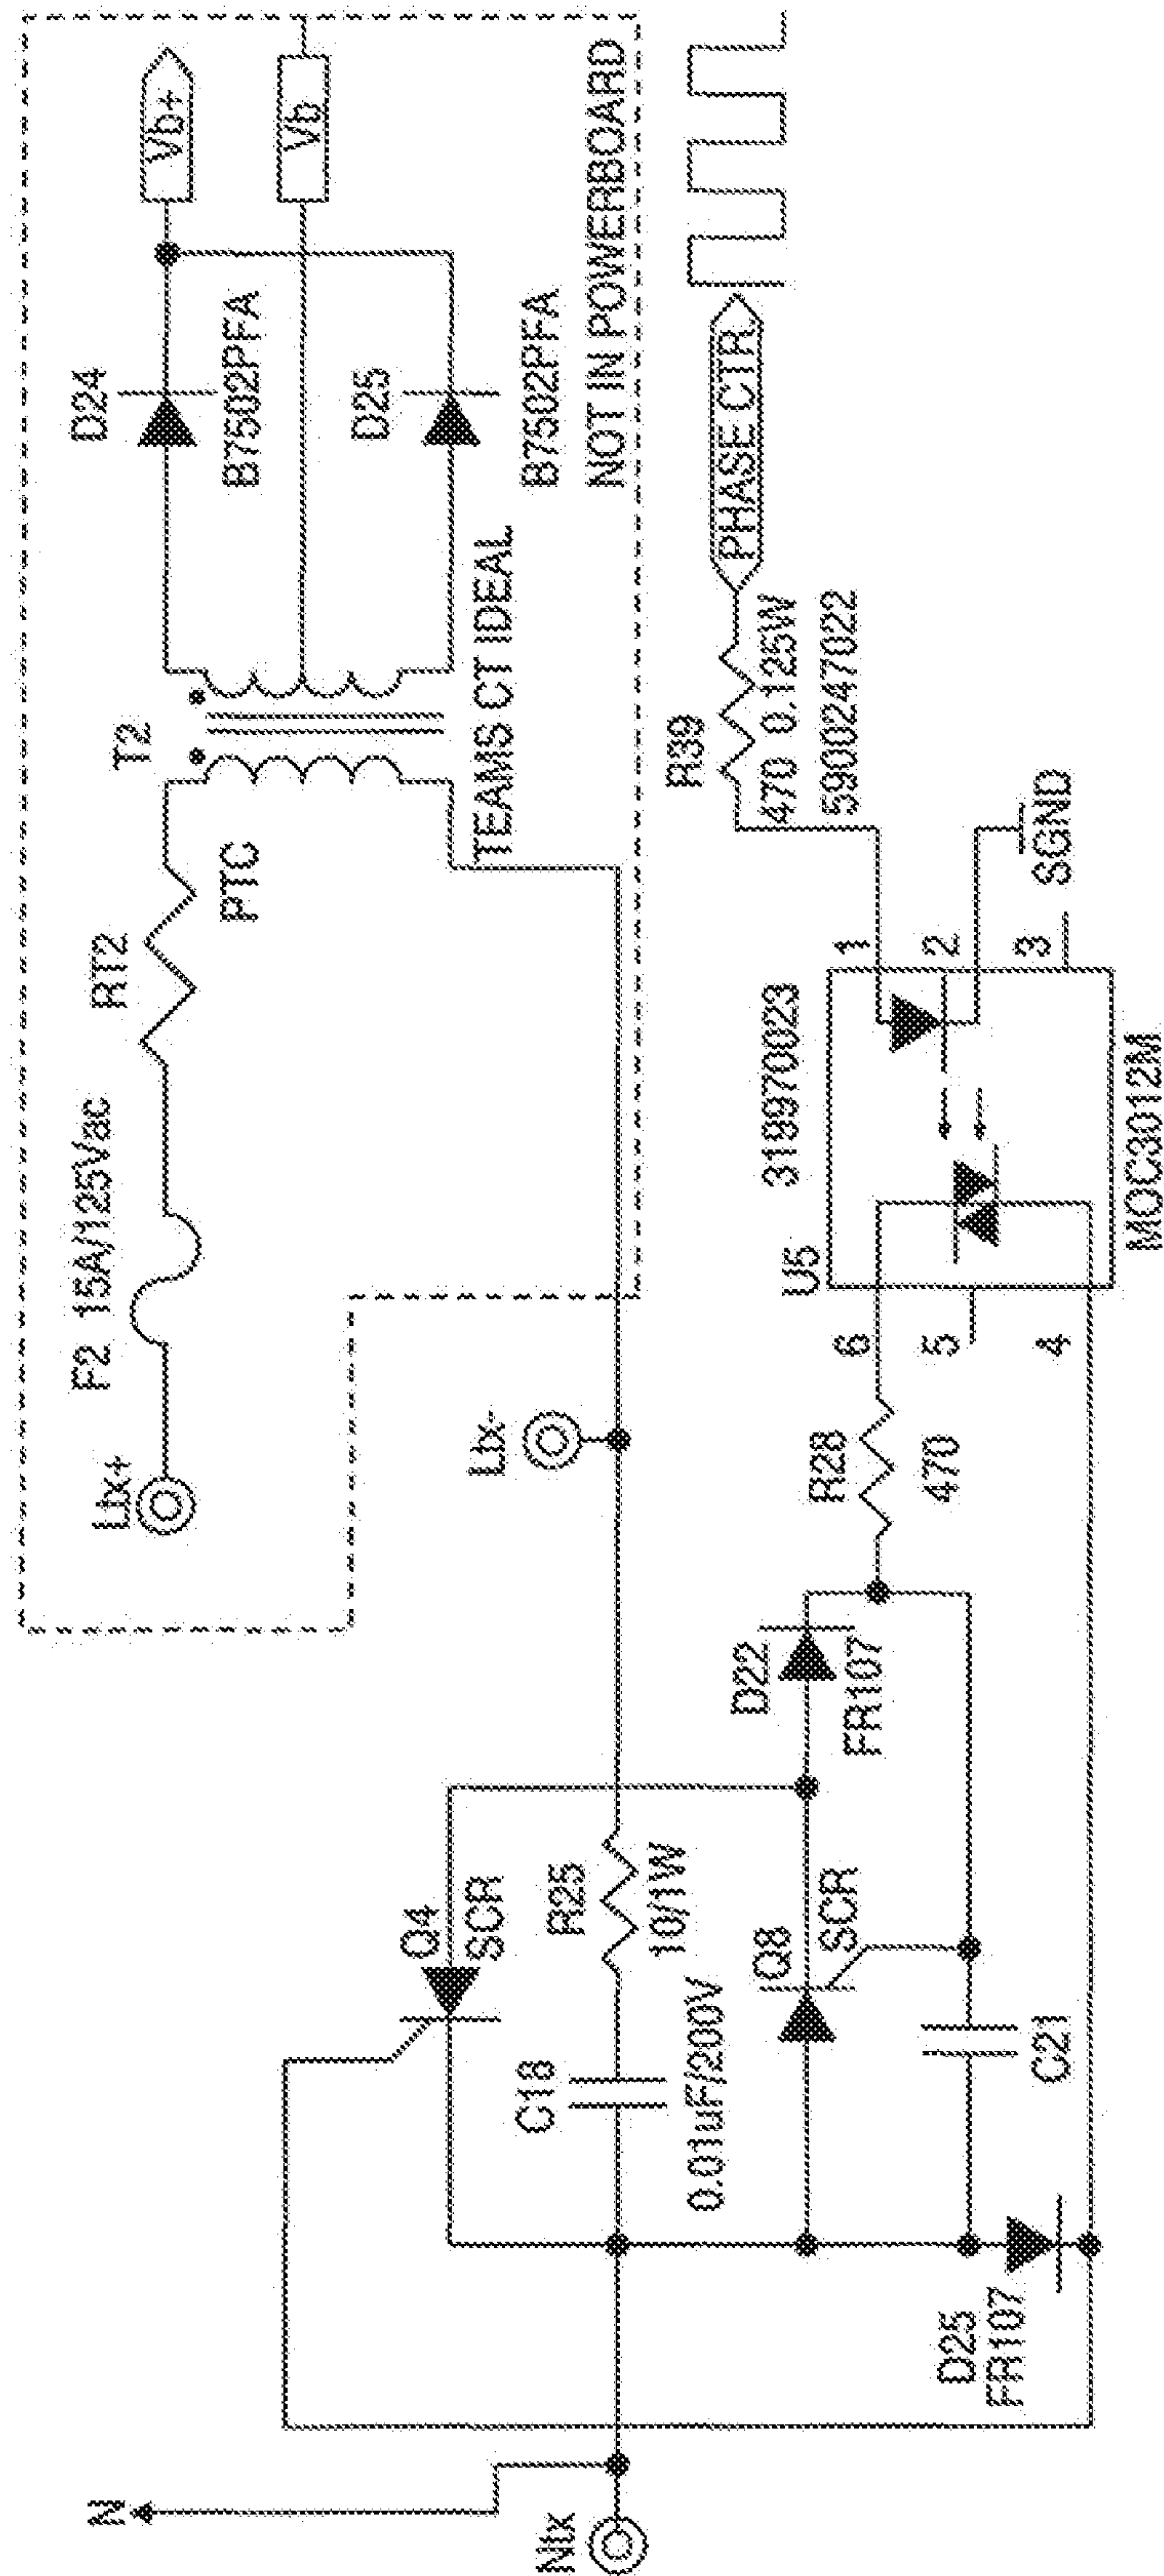 N
Ntx
Q4
SCR
C18
0.01uF/200V
R25
10/1W
Q8
SCR
C21
D25
FR107
D22
FR107
R28
470
Ltx-
Ltx+
F2 15A/125Vac
RT2
PTC
T2
TEAMS CT IDEAL
D24
B7502PFA
D25
B7502PFA
Vb+
Vb
NOT IN POWERBOARD
U5
319970023
6
5
4
1
2
3
MOC3012M
SGND
R39
470 0.125W
5900247022
PHASE CTR